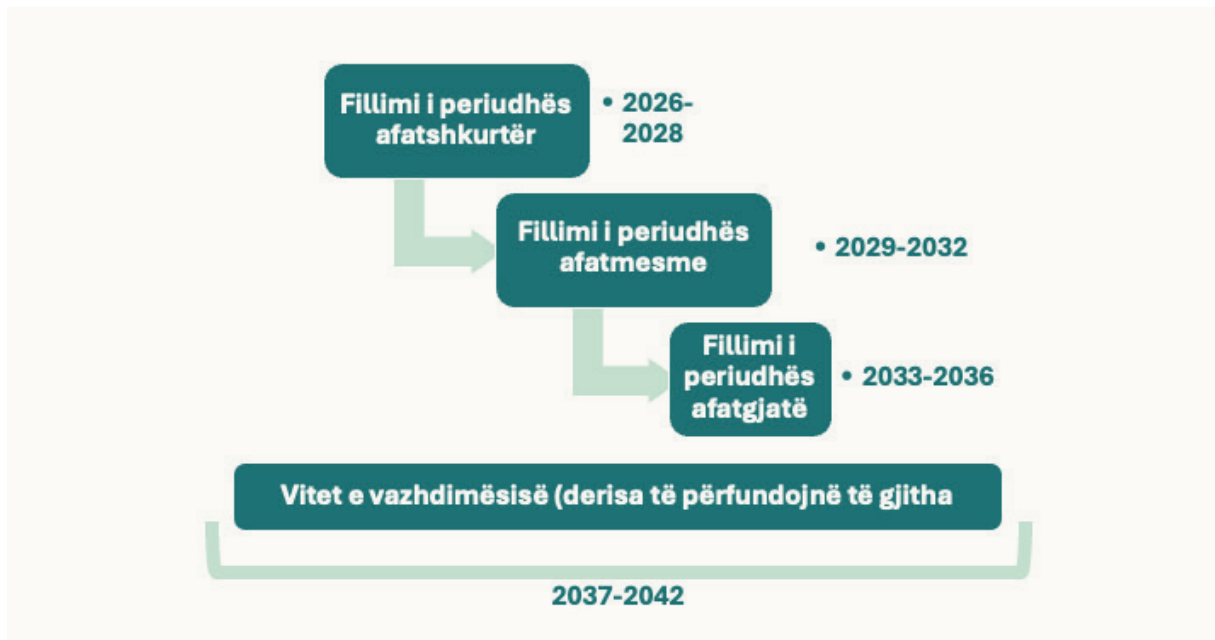 Fillimi i periudhës
afatshkurtër
• 2026-
2028
Fillimi i periudhës
afatmesme
• 2029-2032
Fillimi i
periudhës
afatgjatë
• 2033-2036
Vitet e vazhdimësisë (derisa të përfundojnë të gjitha
2037-2042